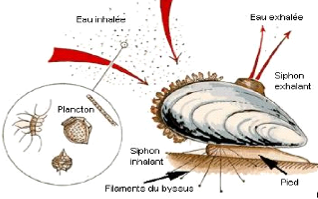 Eau inhalée
Eau exhalée
Siphon
exhalant
Plancton
Siphon
inhalant
Filaments du byssus
Pied